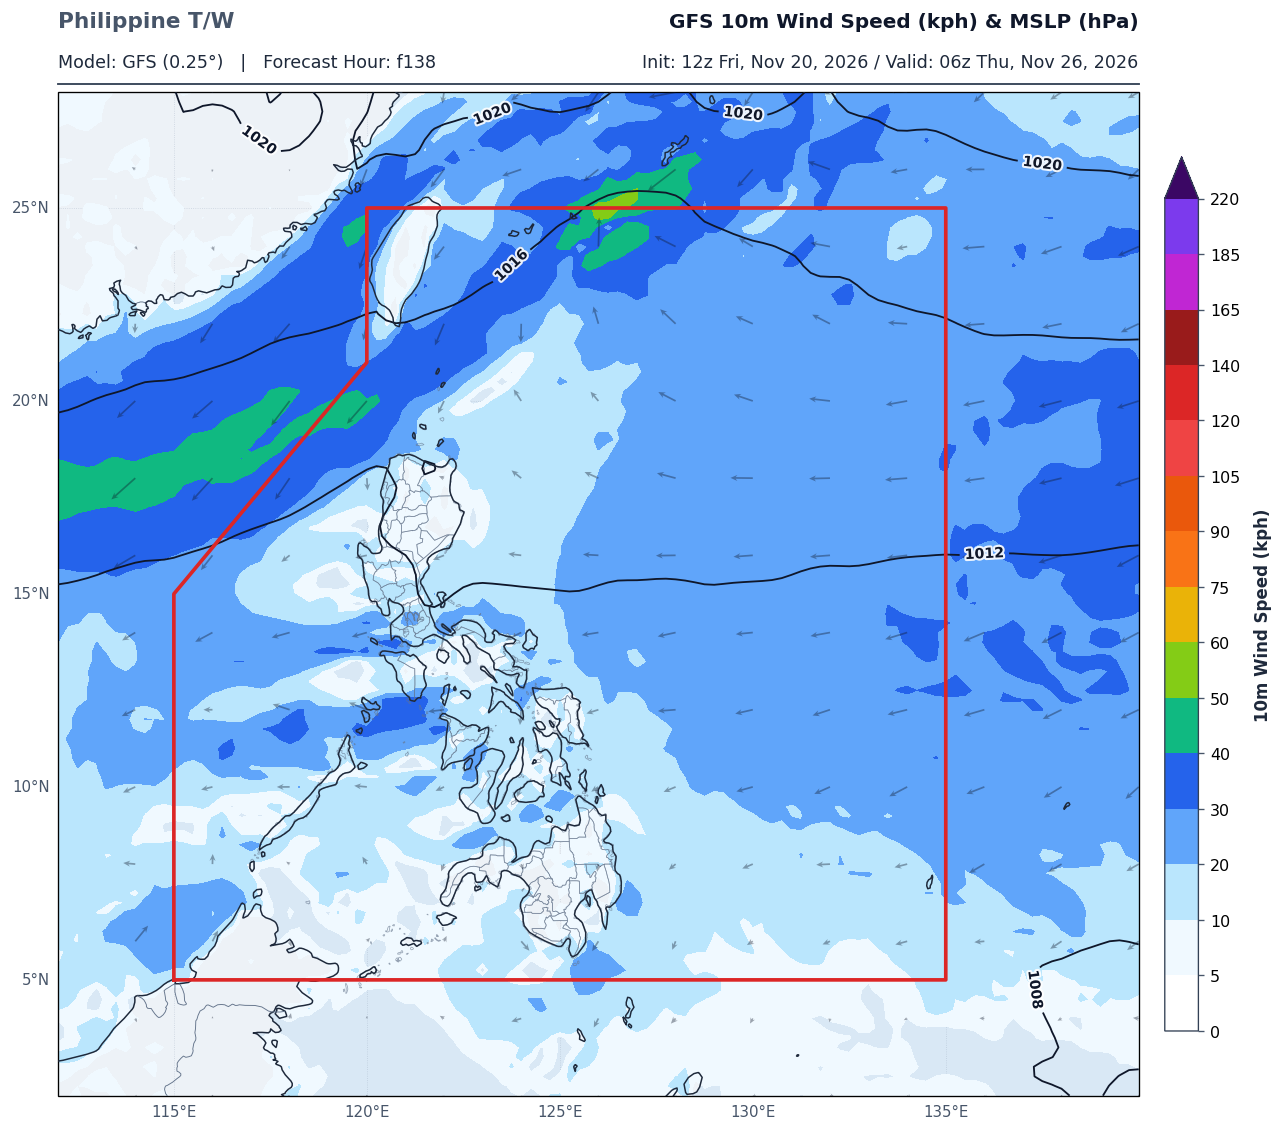 Philippine T/W
GFS 10m Wind Speed (kph) & MSLP (hPa)
Model: GFS (0.25°) | Forecast Hour: f138
Init: 12z Fri, Nov 20, 2026 / Valid: 06z Thu, Nov 26, 2026
1020
1020
1020
1020
1016
1012
1008
25°N
20°N
15°N
10°N
5°N
115°E
120°E
125°E
130°E
135°E
220
185
165
140
120
105
90
75
60
50
40
30
20
10
5
0
10m Wind Speed (kph)